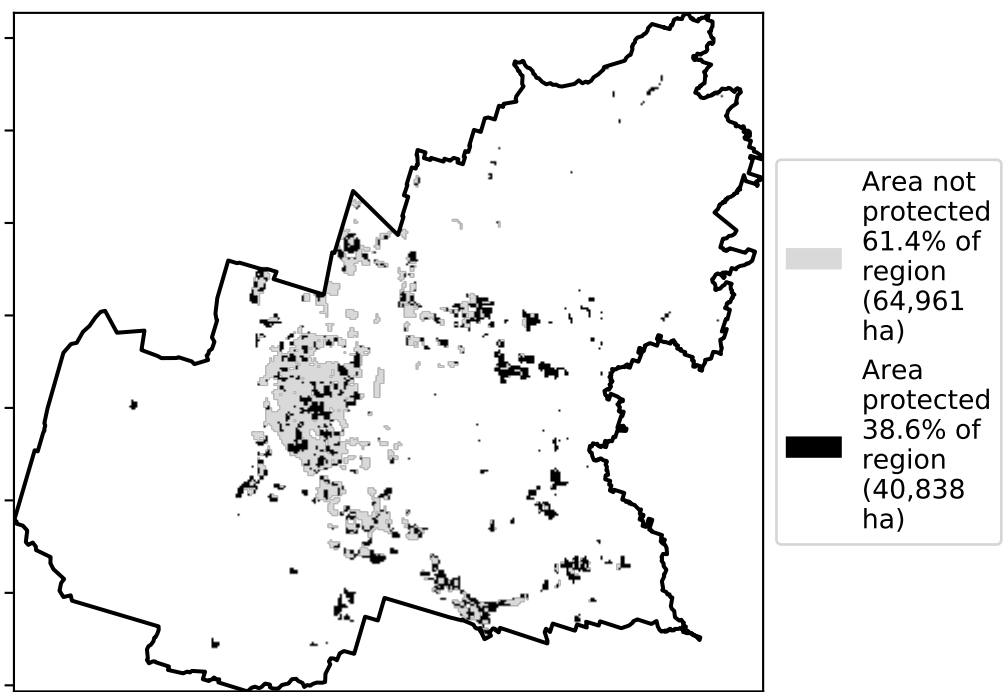 Area not
protected
61.4% of
region
(64,961
ha)
Area
protected
38.6% of
region
(40,838
ha)